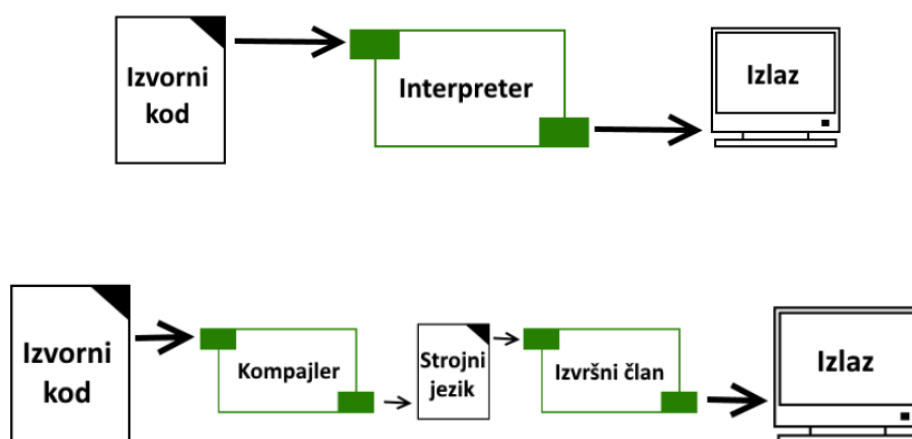 Izvorni
kod
Interpreter
Izlaz
Izvorni
kod
Kompajler
Strojni
jezik
Izvršni član
Izlaz